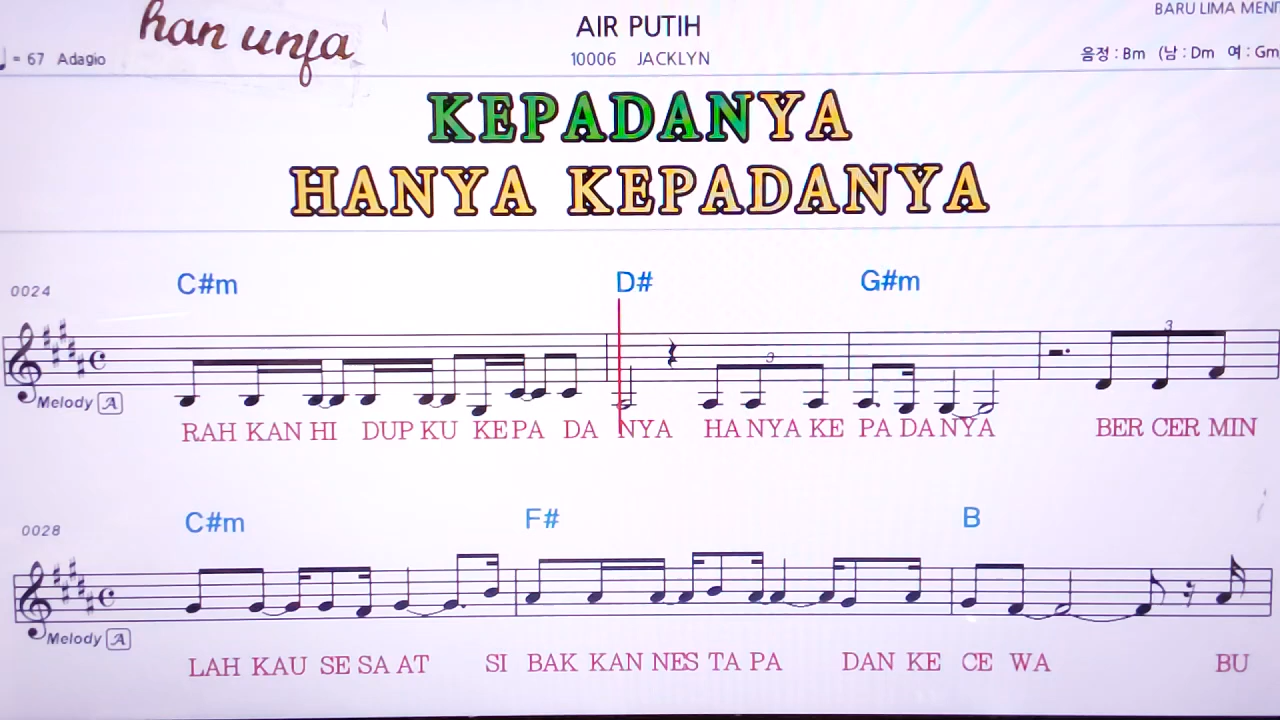 han unfa
BARU LIMA MENI
AIR PUTIH
♩ = 67 Adagio
10006 JACKLYN
음정 : Bm (남 : Dm 여 : Gm
KEPADANYA
HANYA KEPADANYA
C#m D# G#m
0024
3 3
Melody A
RAH KAN HI DUP KU KE PA DA NYA HA NYA KE PA DA NYA BER CER MIN
C#m F# B
0028
Melody A
LAH KAU SE SA AT SI BAK KAN NES TA PA DAN KE CE WA BU